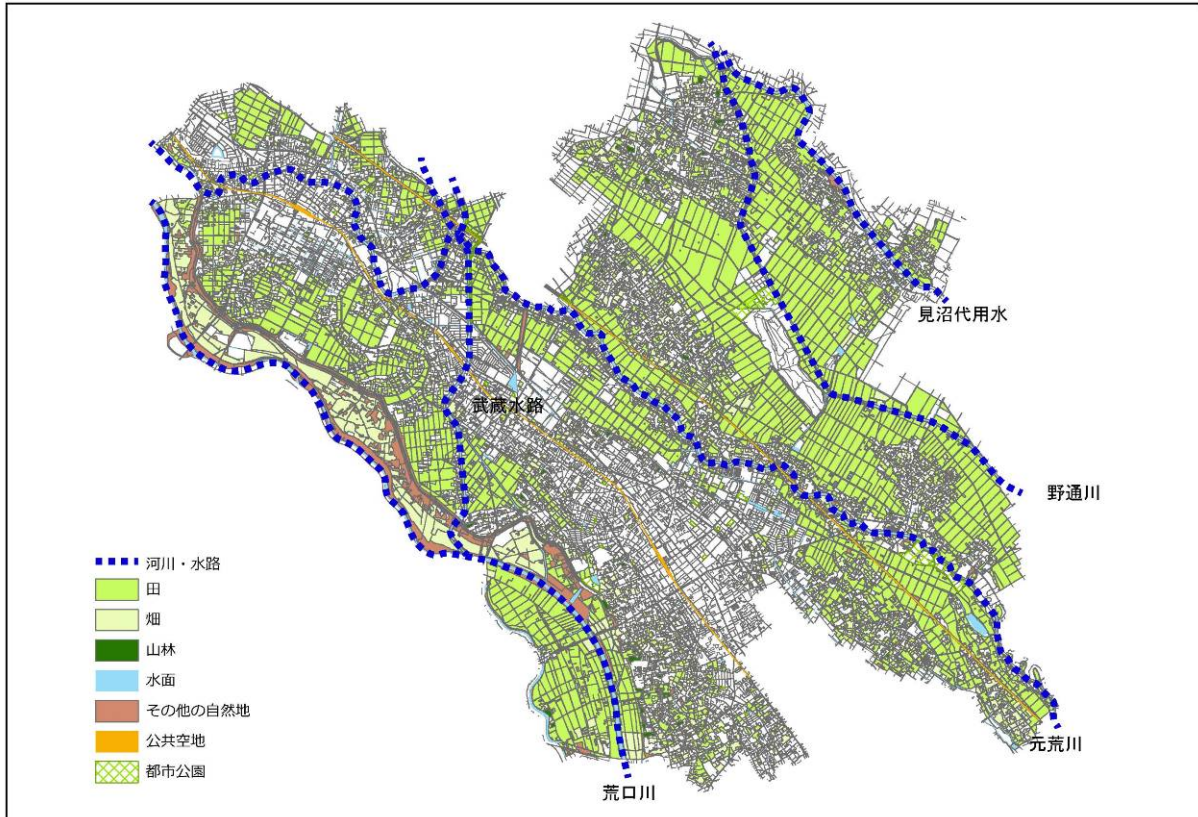 見沼代用水
武蔵水路
野通川
元荒川
荒口川
河川・水路
田
畑
山林
水面
その他の自然地
公共空地
都市公園